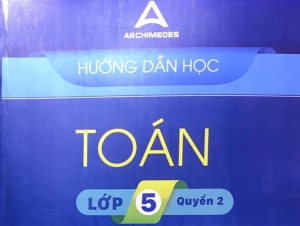 ARCHIMEDES
HƯỚNG DẪN HỌC
TOÁN
LỚP 5 Quyển 2